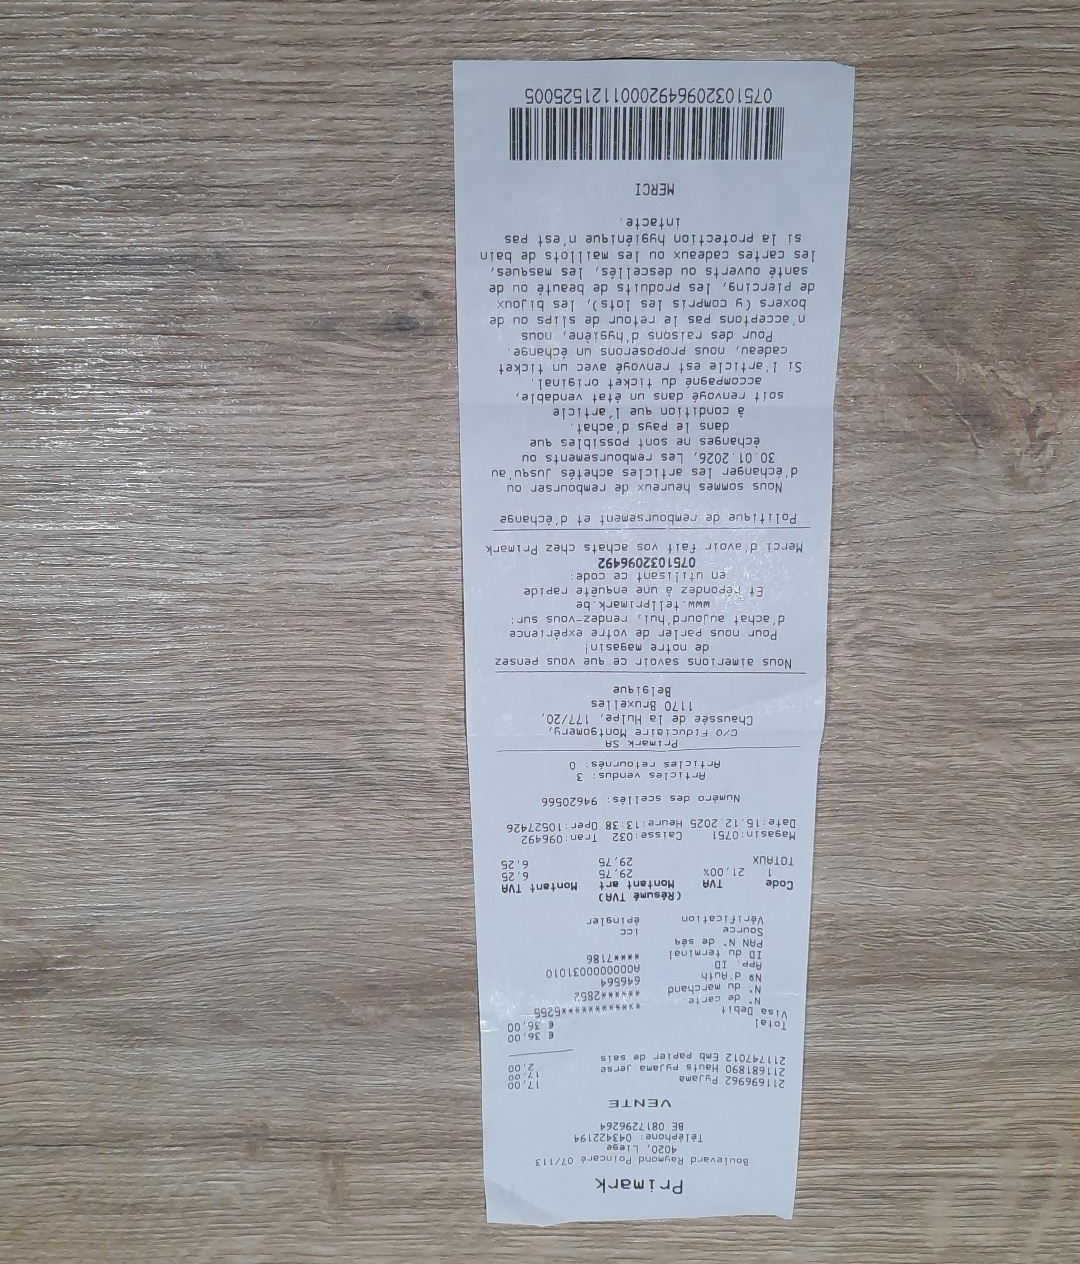 Primark
Boulevard Raymond Poincaré 07/113
4020, Liege
Téléphone: 043422194
BE 0817296264
VENTE
211696962 Pyjama 17,00
211681890 Hauts pyjama jerse 17,00
211747012 Emb papier de sais 2,00
Total € 36,00
Visa Debit € 36,00
N° de carte. ************5255
N° du marchand ******2852
Nº d'Auth 646564
App. ID A0000000031010
ID du terminal ****7186
PAN N° de séq
Source icc
Vérification épingler
(Résumé TVA)
Code TVA Montant art Montant TVA
1 21,00% 29,75 6,25
TOTAUX 29,75 6,25
Magasin:0751 Caisse:032 Tran:096492
Date:15.12.2025 Heure:13:38 Oper:10527426
Numéro des scellés: 94620566
Articles vendus: 3
Articles retournés: 0
Primark SA
C/o Fiduciaire Montgomery,
Chaussée de la Hulpe, 177/20,
1170 Bruxelles
Belgique
Nous aimerions savoir ce que vous pensez
de notre magasin!
Pour nous parler de votre expérience
d'achat aujourd'hui, rendez-vous sur:
www.tellprimark.be
Et répondez à une enquête rapide
en utilisant ce code:
0751032096492
Merci d'avoir fait vos achats chez Primark
Politique de remboursement et d'échange
Nous sommes heureux de rembourser ou
d'échanger les articles achetés jusqu'au
30.01.2026, Les remboursements ou
échanges ne sont possibles que
dans le pays d'achat.
à condition que l'article
soit renvoyé dans un état vendable,
accompagné du ticket original.
Si l'article est renvoyé avec un ticket
cadeau, nous proposerons un échange.
Pour des raisons d'hygiène, nous
n'acceptons pas le retour de slips ou de
boxers (y compris les lots), les bijoux
de piercing, les produits de beauté ou de
santé ouverts ou descellés, les masques,
les cartes cadeaux ou les maillots de bain
si la protection hygiénique n'est pas
intacte.
MERCI
0751032096492000111215​25005